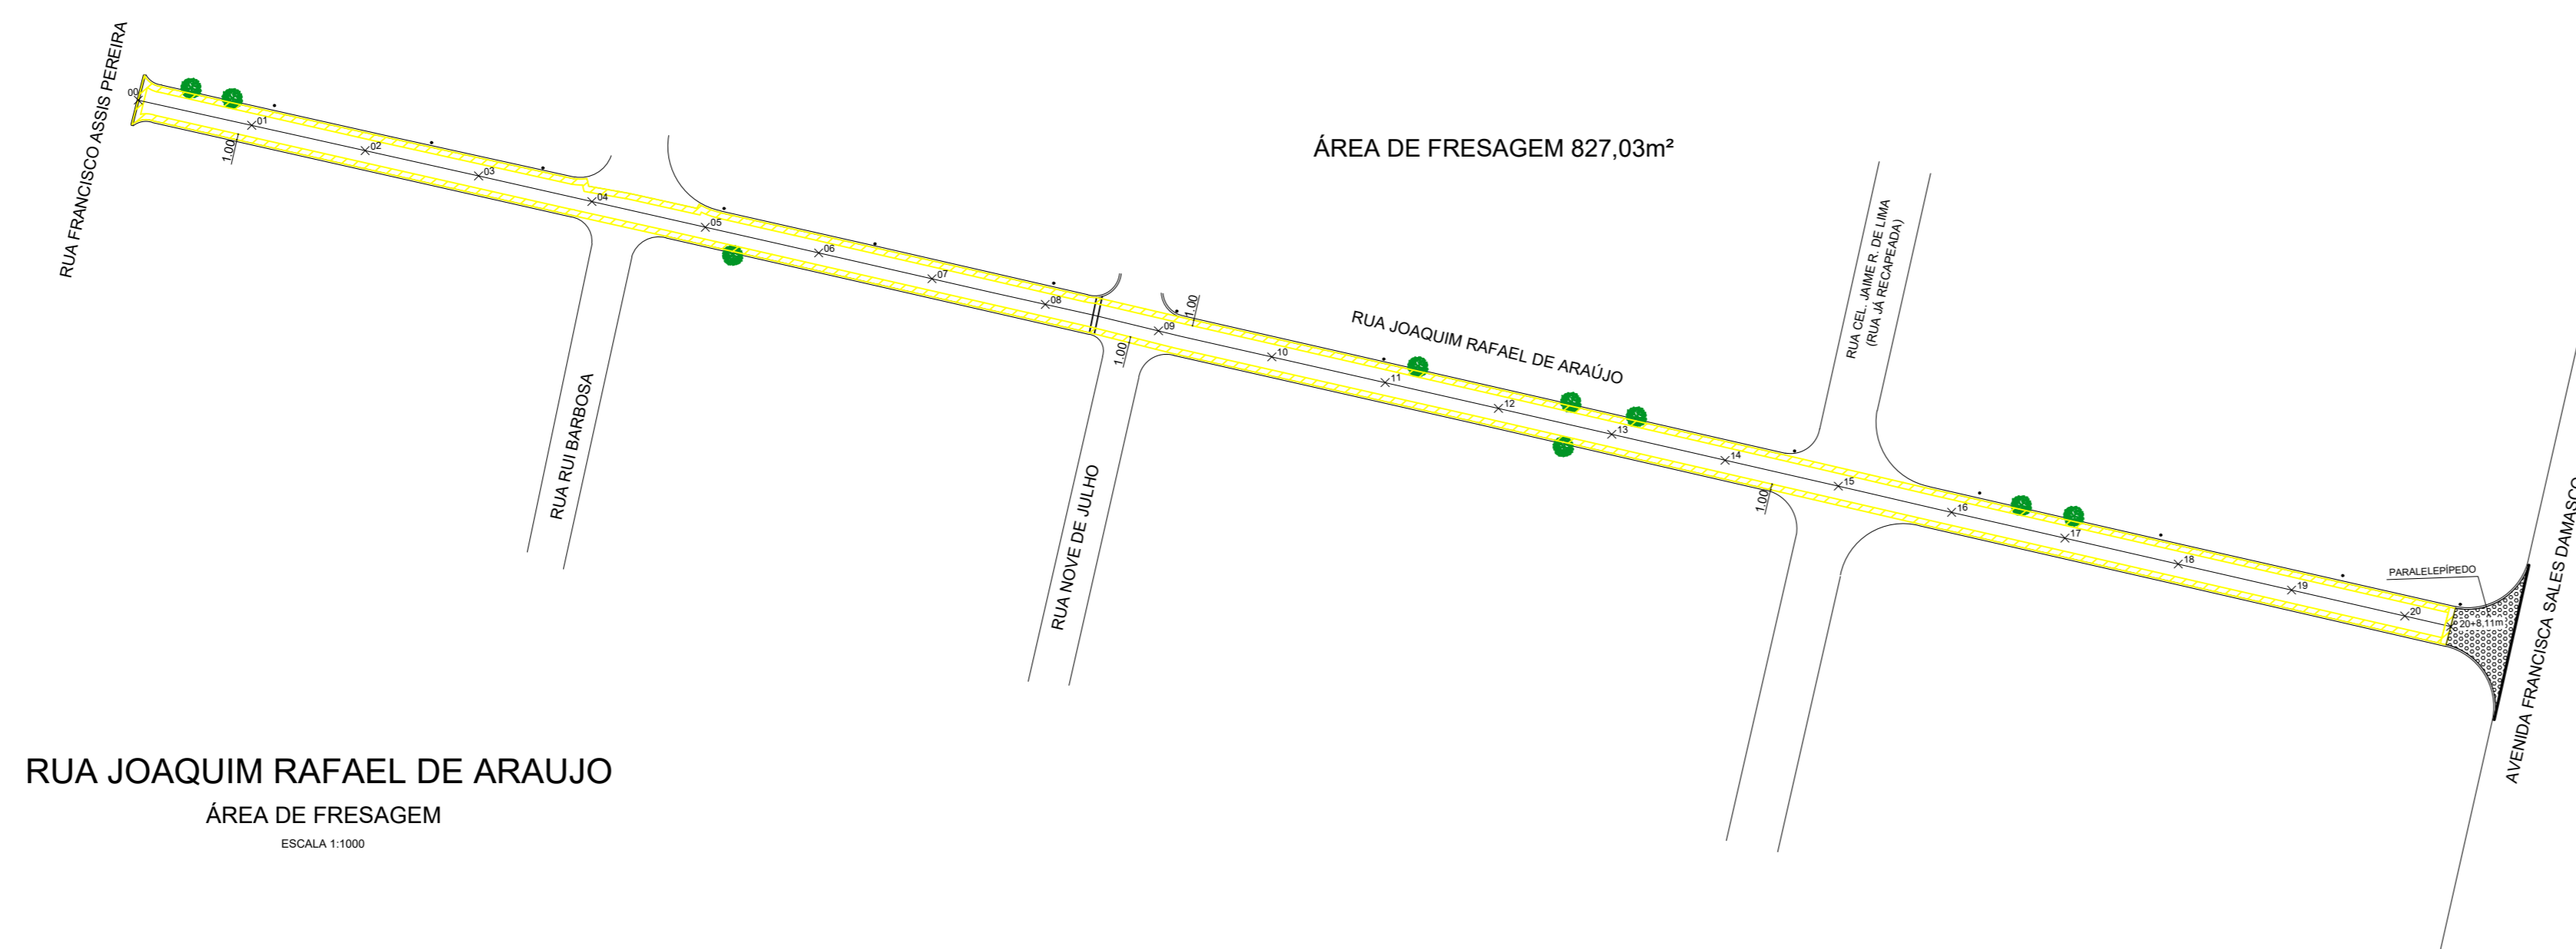 RUA FRANCISCO ASSIS PEREIRA
00
01
1.00
02
03
04
05
06
07
08
09
1.00
1.00
10
11
12
13
14
15
16
17
18
19
20
20+8,11m
1.00
ÁREA DE FRESAGEM 827,03m²
RUA JOAQUIM RAFAEL DE ARAÚJO
RUA CEL. JAIME R. DE LIMA
(RUA JÁ RECAPEADA)
RUA RUI BARBOSA
RUA NOVE DE JULHO
PARALELEPÍPEDO
AVENIDA FRANCISCA SALES DAMASCO
RUA JOAQUIM RAFAEL DE ARAUJO
ÁREA DE FRESAGEM
ESCALA 1:1000